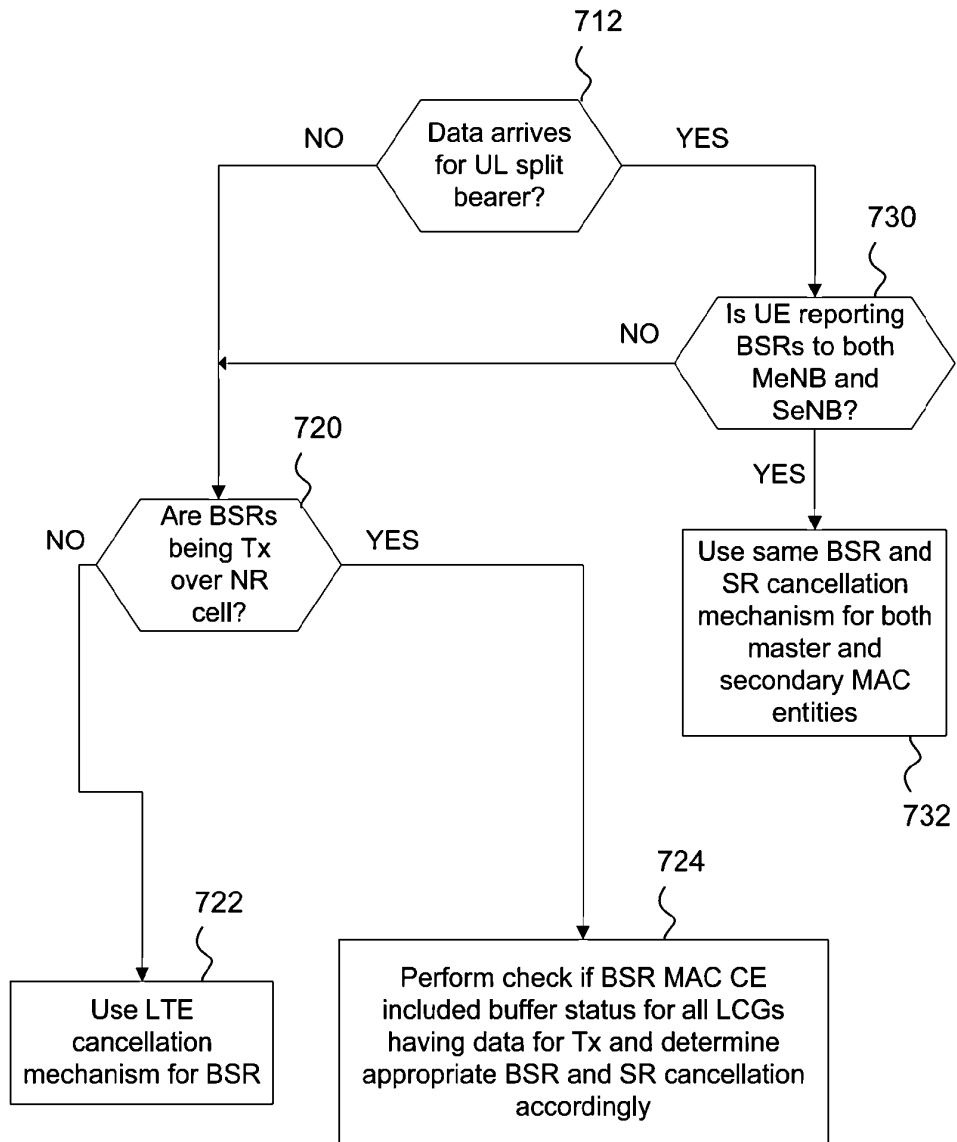 712
NO
Data arrives
for UL split
bearer?
YES
730
NO
Is UE reporting
BSRs to both
MeNB and
SeNB?
720
YES
NO
Are BSRs
being Tx
over NR
cell?
YES
Use same BSR and
SR cancellation
mechanism for both
master and
secondary MAC
entities
732
722
724
Use LTE
cancellation
mechanism for BSR
Perform check if BSR MAC CE
included buffer status for all LCGs
having data for Tx and determine
appropriate BSR and SR cancellation
accordingly